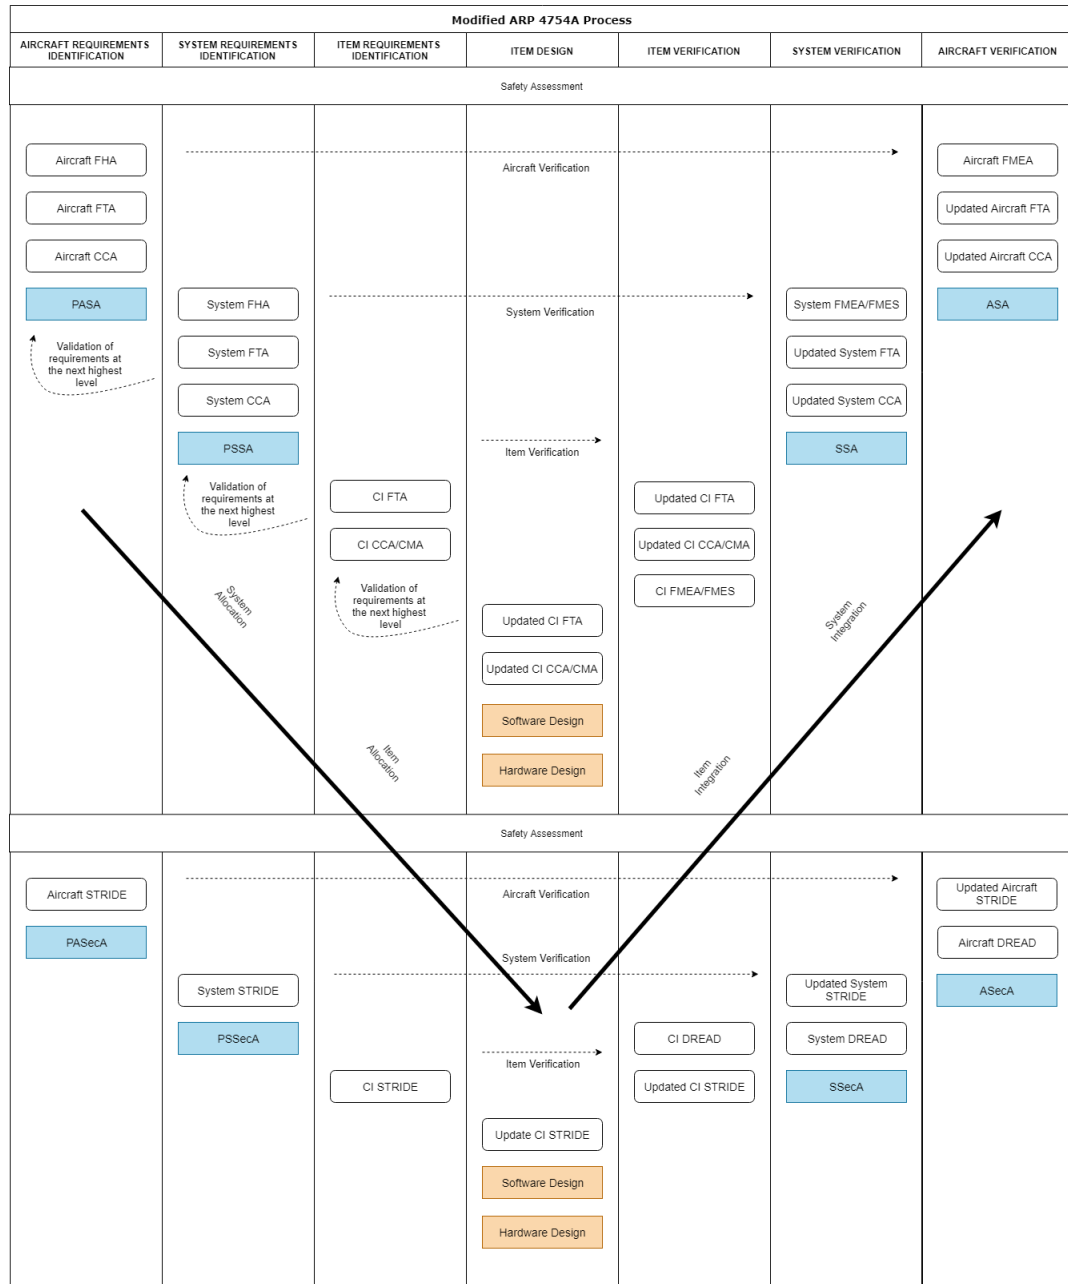 Modified ARP 4754A Process
AIRCRAFT REQUIREMENTS
IDENTIFICATION
SYSTEM REQUIREMENTS
IDENTIFICATION
ITEM REQUIREMENTS
IDENTIFICATION
ITEM DESIGN
ITEM VERIFICATION
SYSTEM VERIFICATION
AIRCRAFT VERIFICATION
Safety Assessment
Aircraft FHA
Aircraft Verification
Aircraft FMEA
Aircraft FTA
Updated Aircraft FTA
Aircraft CCA
Updated Aircraft CCA
PASA
System FHA
System Verification
System FMEA/FMES
ASA
Validation of
requirements at
the next highest
level
System FTA
Updated System FTA
System CCA
Updated System CCA
PSSA
Item Verification
SSA
Validation of
requirements at
the next highest
level
CI FTA
Updated CI FTA
CI CCA/CMA
Updated CI CCA/CMA
System
Allocation
Validation of
requirements at
the next highest
level
CI FMEA/FMES
System
Integration
Updated CI FTA
Updated CI CCA/CMA
Software Design
Item
Allocation
Hardware Design
Item
Integration
Safety Assessment
Aircraft STRIDE
Aircraft Verification
Updated Aircraft
STRIDE
PASecA
Aircraft DREAD
System Verification
System STRIDE
Updated System
STRIDE
ASecA
PSSecA
CI DREAD
System DREAD
Item Verification
CI STRIDE
Updated CI STRIDE
SSecA
Update CI STRIDE
Software Design
Hardware Design